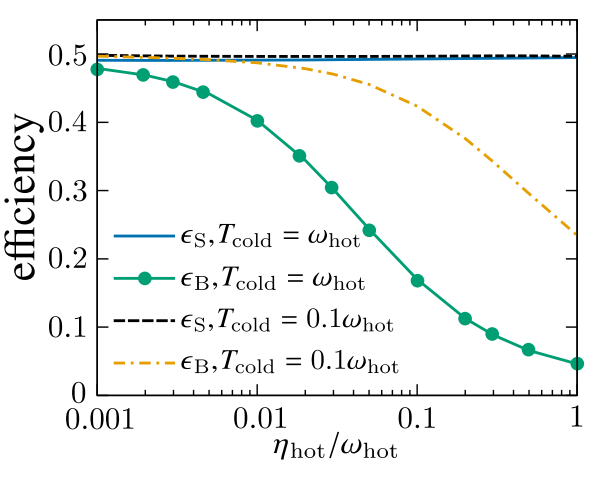 efficiency
0.5
0.4
0.3
0.2
0.1
0
ϵS,Tcold = ωhot
ϵB,Tcold = ωhot
ϵS,Tcold = 0.1ωhot
ϵB,Tcold = 0.1ωhot
0.001 0.01 0.1 1
ηhot/ωhot